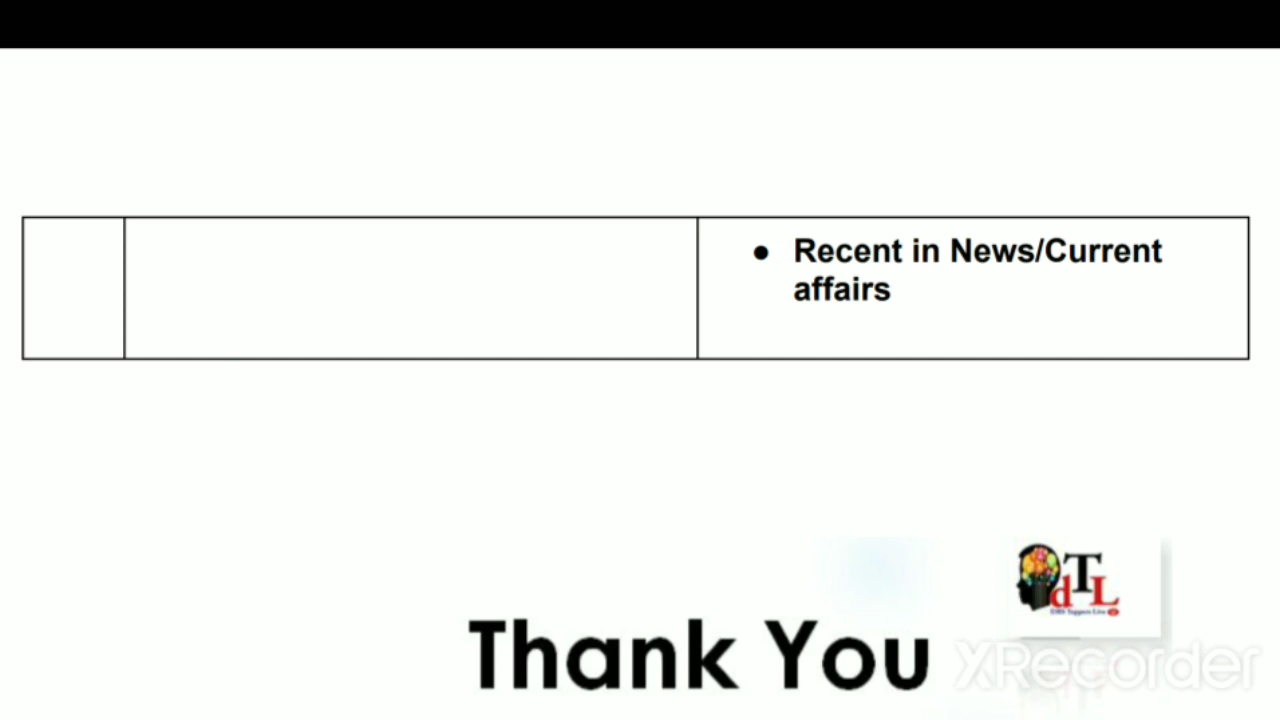 ● Recent in News/Current
affairs
dTL
Thank You
XRecorder